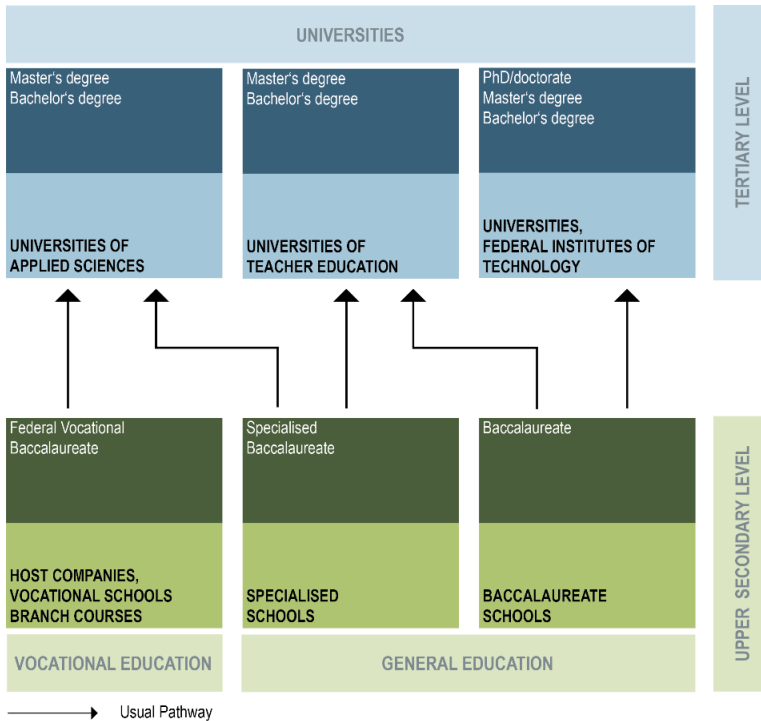 UNIVERSITIES
Master‘s degree
Bachelor‘s degree
Master‘s degree
Bachelor‘s degree
PhD/doctorate
Master‘s degree
Bachelor‘s degree
UNIVERSITIES OF
APPLIED SCIENCES
UNIVERSITIES OF
TEACHER EDUCATION
UNIVERSITIES,
FEDERAL INSTITUTES OF
TECHNOLOGY
TERTIARY LEVEL
Federal Vocational
Baccalaureate
Specialised
Baccalaureate
Baccalaureate
HOST COMPANIES,
VOCATIONAL SCHOOLS
BRANCH COURSES
SPECIALISED
SCHOOLS
BACCALAUREATE
SCHOOLS
UPPER SECONDARY LEVEL
VOCATIONAL EDUCATION
GENERAL EDUCATION
Usual Pathway